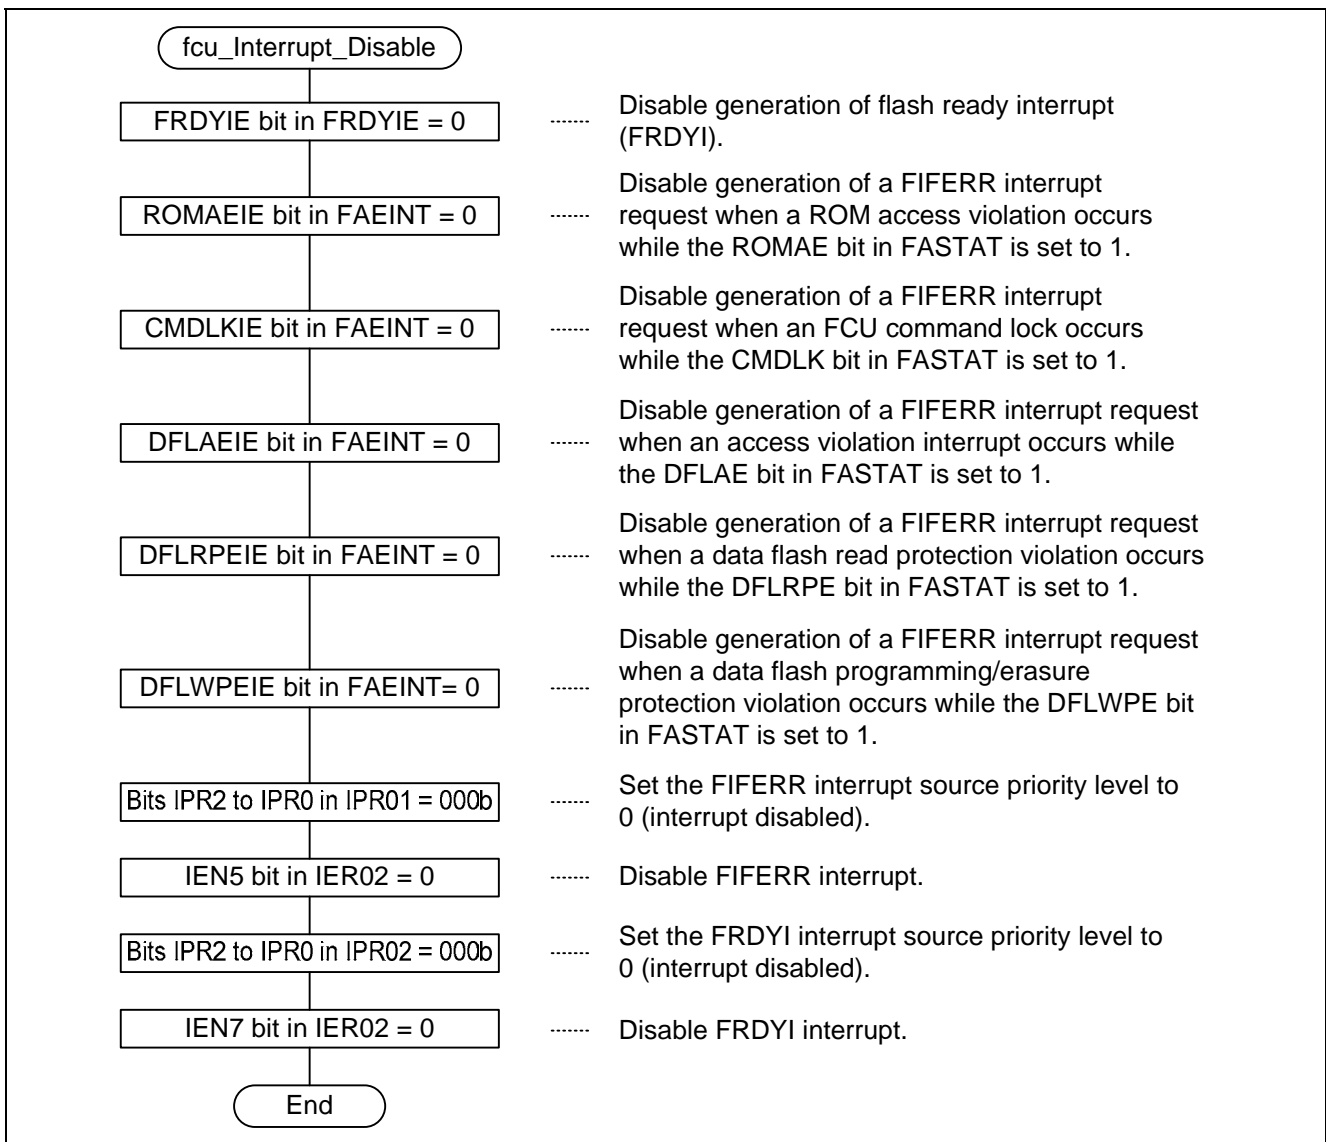 fcu_Interrupt_Disable
FRDYIE bit in FRDYIE = 0
Disable generation of flash ready interrupt
(FRDYI).
ROMAEIE bit in FAEINT = 0
Disable generation of a FIFERR interrupt
request when a ROM access violation occurs
while the ROMAE bit in FASTAT is set to 1.
CMDLKIE bit in FAEINT = 0
Disable generation of a FIFERR interrupt
request when an FCU command lock occurs
while the CMDLK bit in FASTAT is set to 1.
DFLAEIE bit in FAEINT = 0
Disable generation of a FIFERR interrupt request
when an access violation interrupt occurs while
the DFLAE bit in FASTAT is set to 1.
DFLRPEIE bit in FAEINT = 0
Disable generation of a FIFERR interrupt request
when a data flash read protection violation occurs
while the DFLRPE bit in FASTAT is set to 1.
DFLWPEIE bit in FAEINT= 0
Disable generation of a FIFERR interrupt request
when a data flash programming/erasure
protection violation occurs while the DFLWPE bit
in FASTAT is set to 1.
Bits IPR2 to IPR0 in IPR01 = 000b
Set the FIFERR interrupt source priority level to
0 (interrupt disabled).
IEN5 bit in IER02 = 0
Disable FIFERR interrupt.
Bits IPR2 to IPR0 in IPR02 = 000b
Set the FRDYI interrupt source priority level to
0 (interrupt disabled).
IEN7 bit in IER02 = 0
Disable FRDYI interrupt.
End